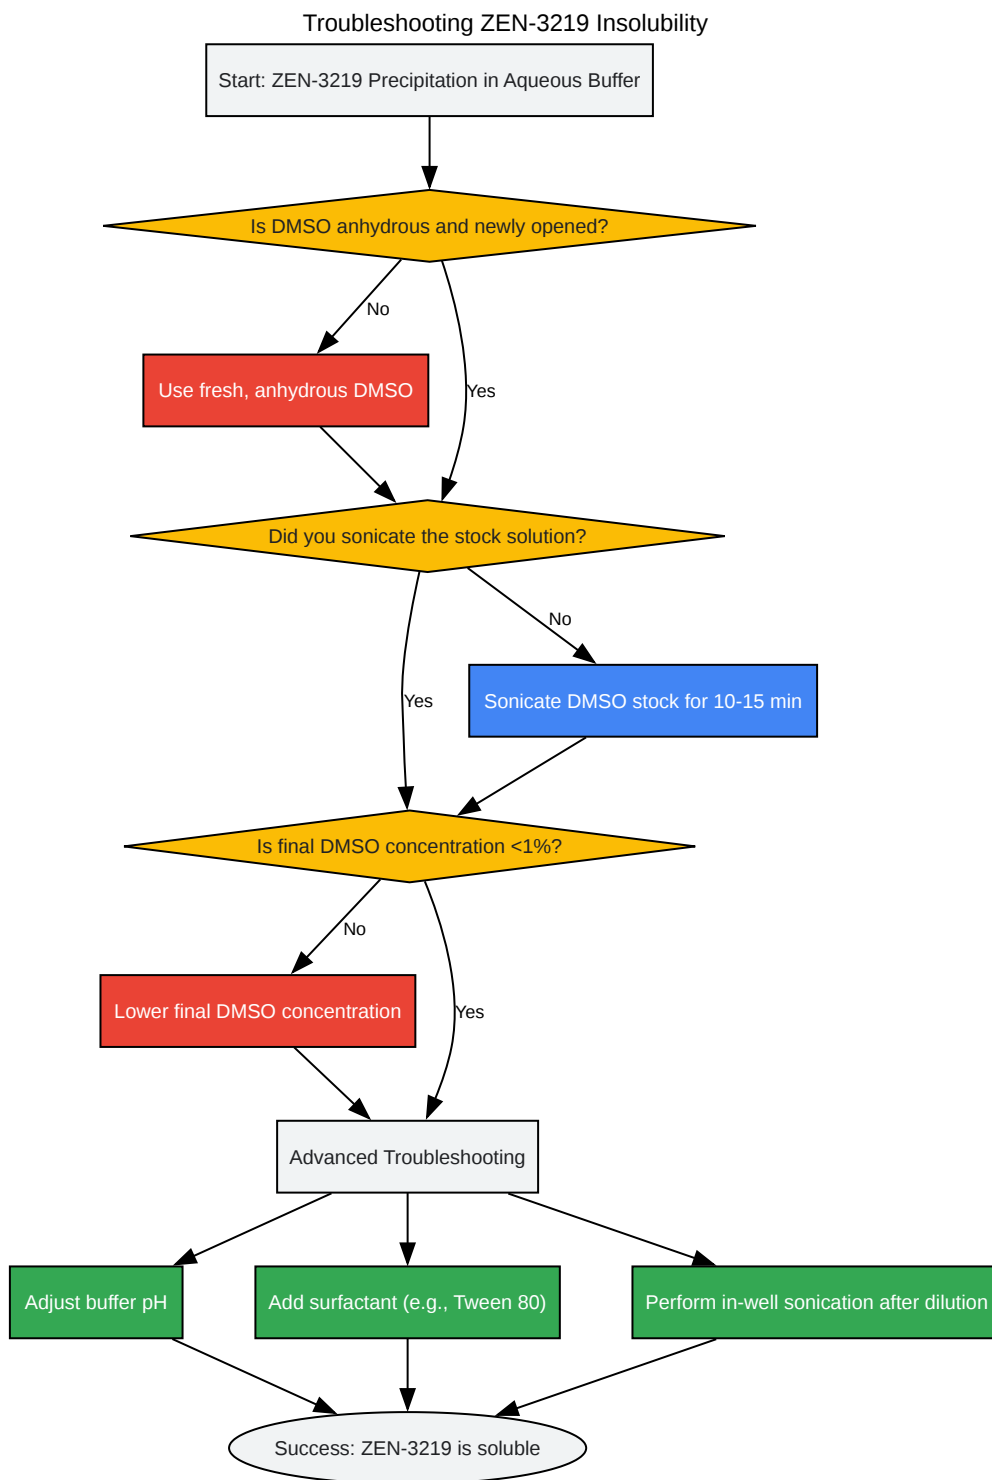 Troubleshooting ZEN-3219 Insolubility
Start: ZEN-3219 Precipitation in Aqueous Buffer
Is DMSO anhydrous and newly opened?
No
Use fresh, anhydrous DMSO
Yes
Did you sonicate the stock solution?
No
Yes
Sonicate DMSO stock for 10-15 min
Is final DMSO concentration <1%?
No
Lower final DMSO concentration
Yes
Advanced Troubleshooting
Adjust buffer pH
Add surfactant (e.g., Tween 80)
Perform in-well sonication after dilution
Success: ZEN-3219 is soluble